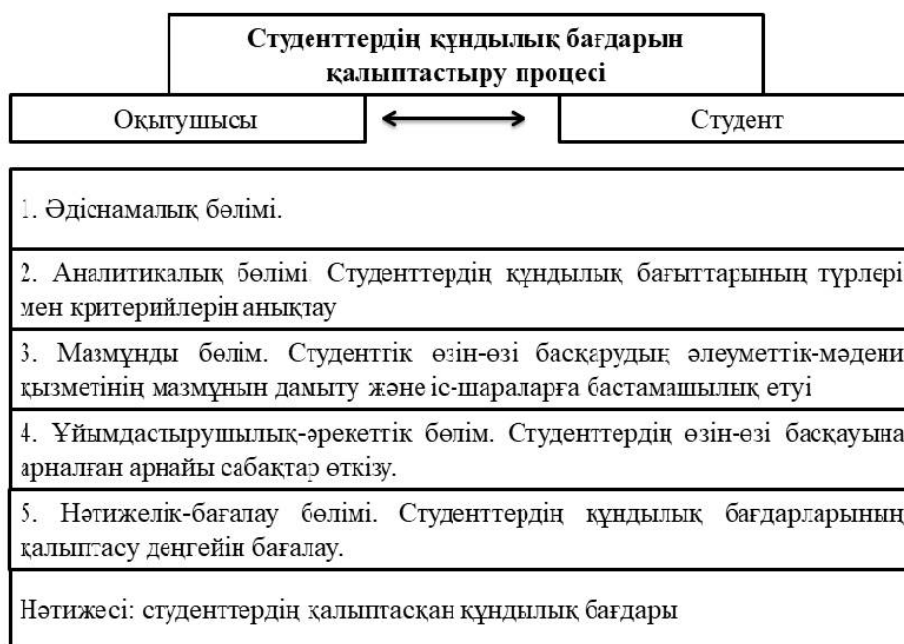 Студенттердің құндылық бағдарын
қалыптастыру процесі
Оқытушысы
Студент
1. Әдіснамалық бөлімі.
2. Аналитикалық бөлімі. Студенттердің құндылық бағыттарының түрлері
мен критерийлерін анықтау
3. Мазмұнды бөлім. Студенттік өзін-өзі басқарудың әлеуметтік-мәдени
қызметінің мазмұнын дамыту және іс-шараларға бастамашылық етуі
4. Ұйымдастырушылық-әрекеттік бөлім. Студенттердің өзін-өзі басқауына
арналған арнайы сабақтар өткізу.
5. Нәтижелік-бағалау бөлімі. Студенттердің құндылық бағдарларының
қалыптасу деңгейін бағалау.
Нәтижесі: студенттердің қалыптасқан құндылық бағдары